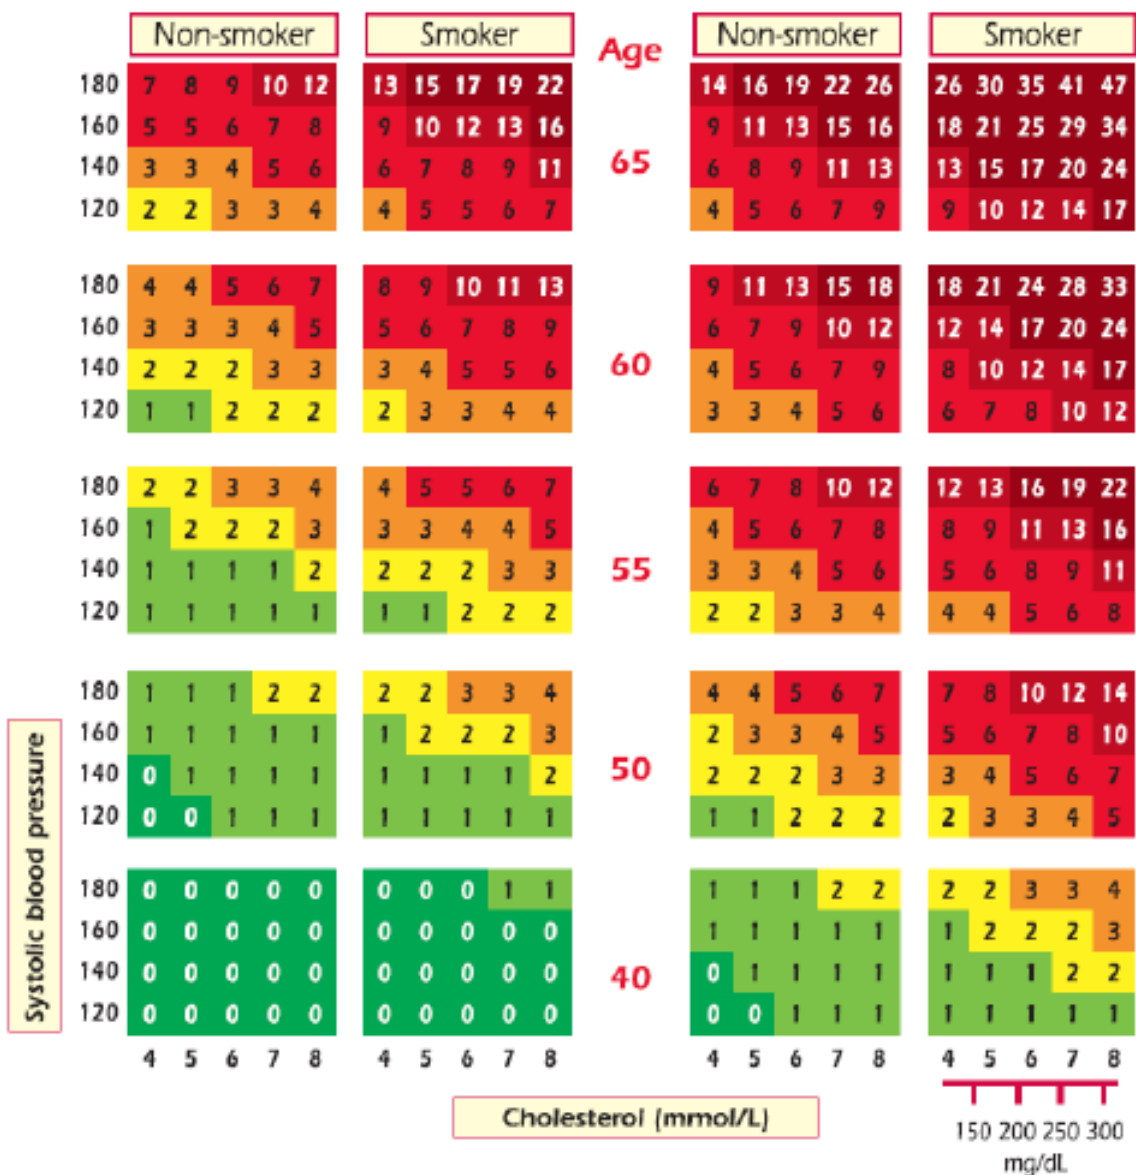 Non-smoker Smoker Age Non-smoker Smoker
180 7 8 9 10 12 13 15 17 19 22 14 16 19 22 26 26 30 35 41 47
160 5 5 6 7 8 9 10 12 13 16 9 11 13 15 16 18 21 25 29 34
65
140 3 3 4 5 6 6 7 8 9 11 6 8 9 11 13 13 15 17 20 24
120 2 2 3 3 4 4 5 5 6 7 4 5 6 7 9 9 10 12 14 17
180 4 4 5 6 7 8 9 10 11 13 9 11 13 15 18 18 21 24 28 33
160 3 3 3 4 5 5 6 7 8 9 6 7 9 10 12 12 14 17 20 24
60
140 2 2 2 3 3 3 4 5 5 6 4 5 6 7 9 8 10 12 14 17
120 1 1 2 2 2 2 3 3 4 4 3 3 4 5 6 6 7 8 10 12
180 2 2 3 3 4 4 5 5 6 7 6 7 8 10 12 12 13 16 19 22
160 1 2 2 2 3 3 3 4 4 5 4 5 6 7 8 8 9 11 13 16
55
140 1 1 1 1 2 2 2 2 3 3 3 3 4 5 6 5 6 8 9 11
120 1 1 1 1 1 1 1 2 2 2 2 2 3 3 4 4 4 5 6 8
180 1 1 1 2 2 2 2 3 3 4 4 4 5 6 7 7 8 10 12 14
160 1 1 1 1 1 1 2 2 2 3 2 3 3 4 5 5 6 7 8 10
50
140 0 1 1 1 1 1 1 1 1 2 2 2 2 3 3 3 4 5 6 7
120 0 0 1 1 1 1 1 1 1 1 1 1 2 2 2 2 3 3 4 5
180 0 0 0 0 0 0 0 0 1 1 1 1 1 2 2 2 2 3 3 4
160 0 0 0 0 0 0 0 0 0 0 1 1 1 1 1 1 2 2 2 3
40
140 0 0 0 0 0 0 0 0 0 0 0 1 1 1 1 1 1 1 2 2
120 0 0 0 0 0 0 0 0 0 0 0 0 1 1 1 1 1 1 1 1
Systolic blood pressure
4 5 6 7 8 4 5 6 7 8 4 5 6 7 8 4 5 6 7 8
Cholesterol (mmol/L)
150 200 250 300
mg/dL